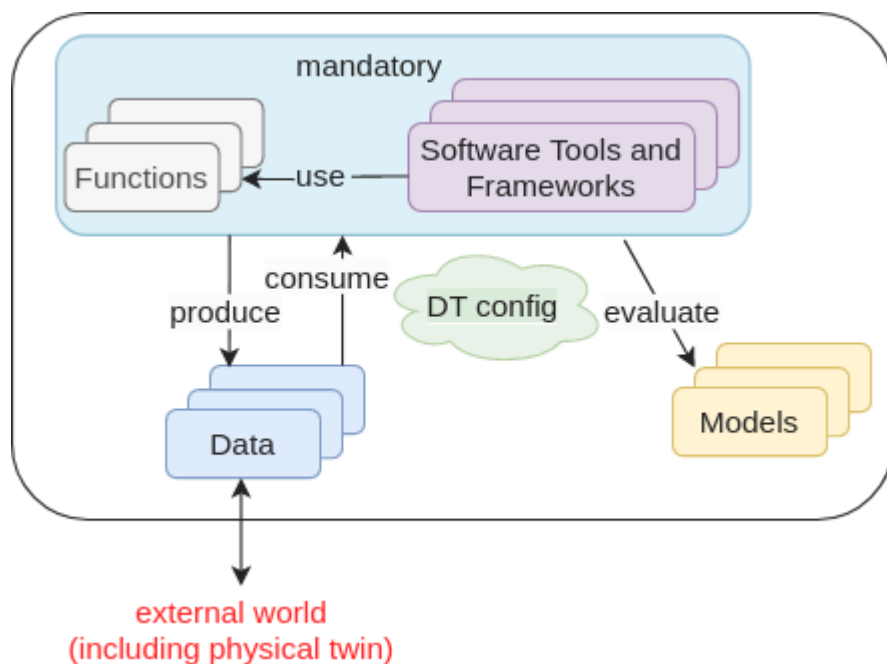 mandatory
Functions
use
Software Tools and
Frameworks
consume
produce
DT config
evaluate
Data
Models
external world
(including physical twin)